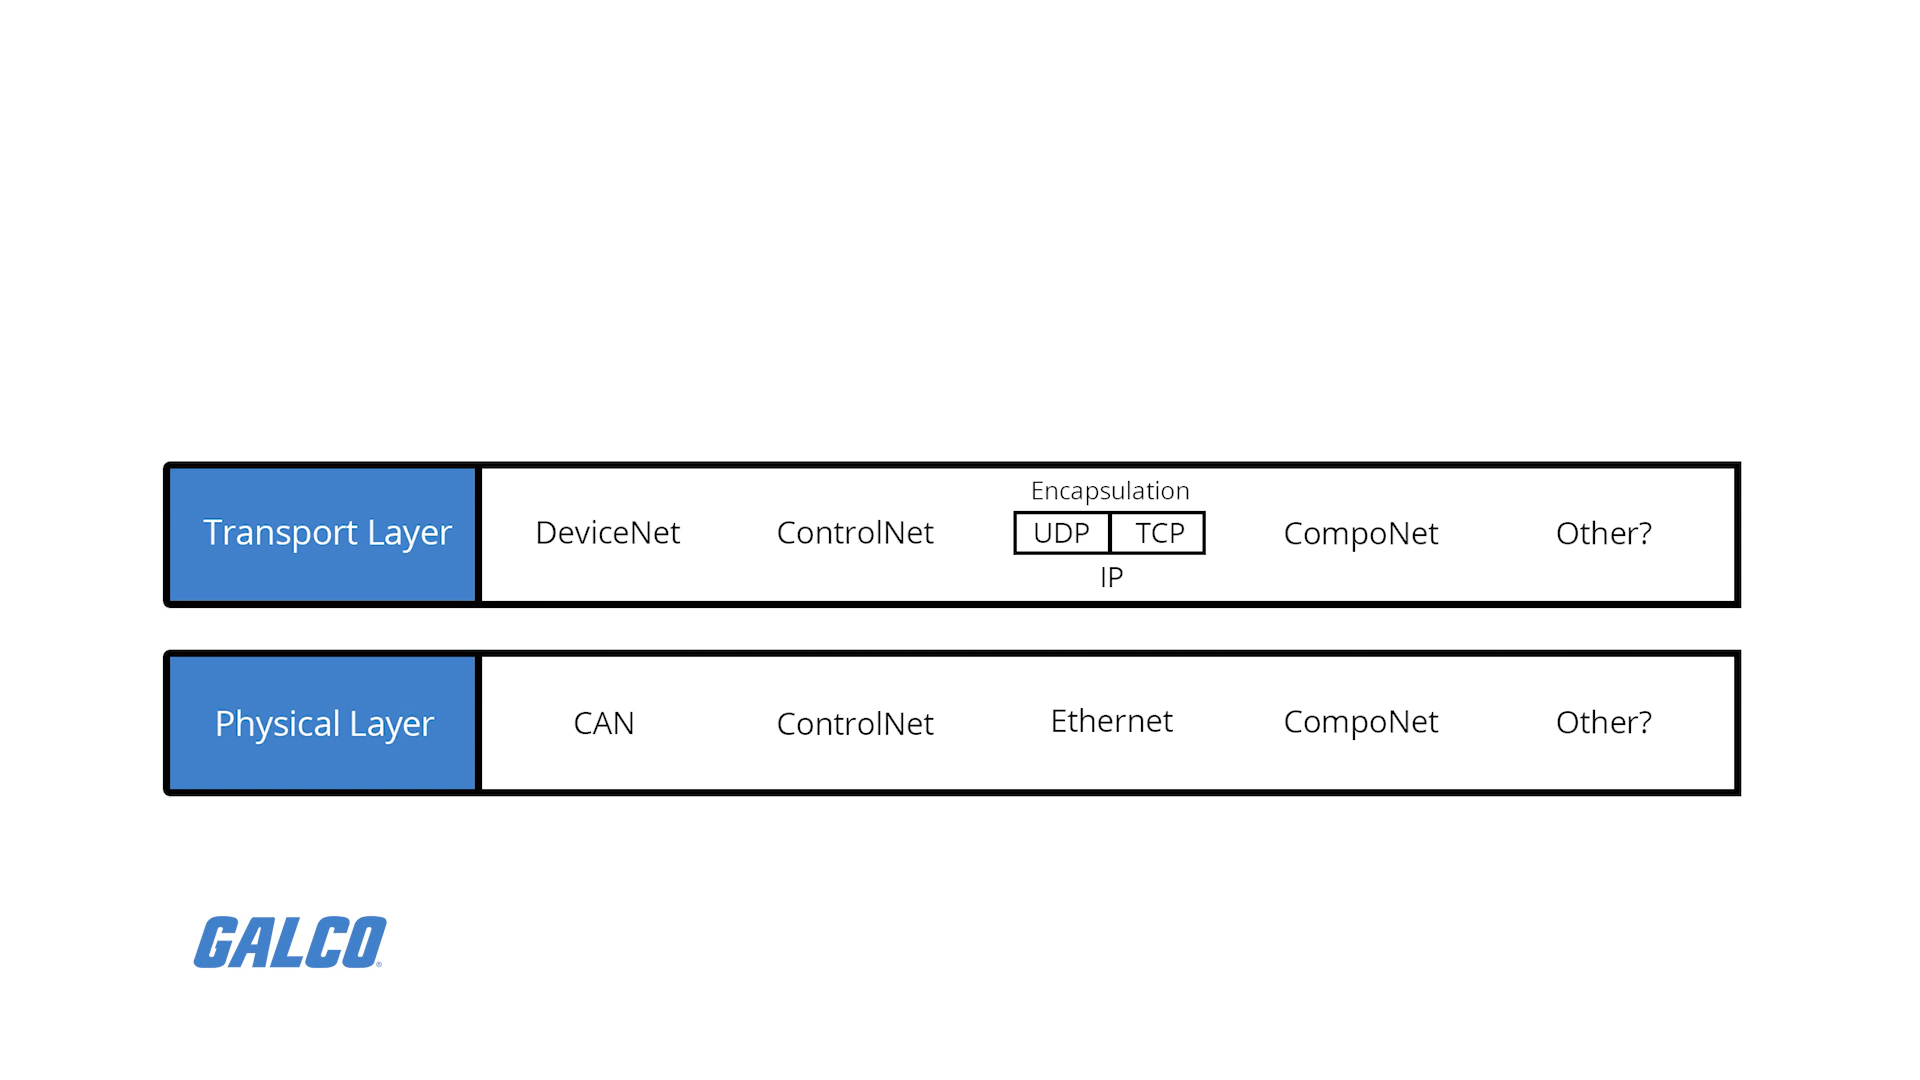 Transport Layer
DeviceNet
ControlNet
Encapsulation
UDP TCP
IP
CompoNet
Other?
Physical Layer
CAN
ControlNet
Ethernet
CompoNet
Other?
GALCO®